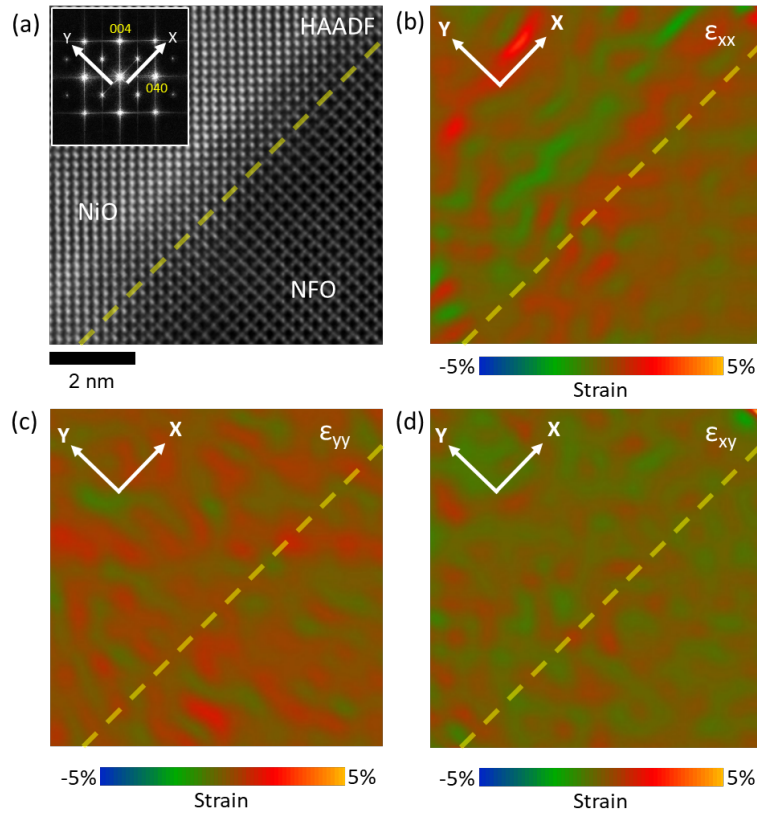 (a)
HAADF
004
Y
X
040
NiO
NFO
2 nm
(b)
Y
X
εxx
-5%
5%
Strain
(c)
Y
X
εyy
-5%
5%
Strain
(d)
Y
X
εxy
-5%
5%
Strain